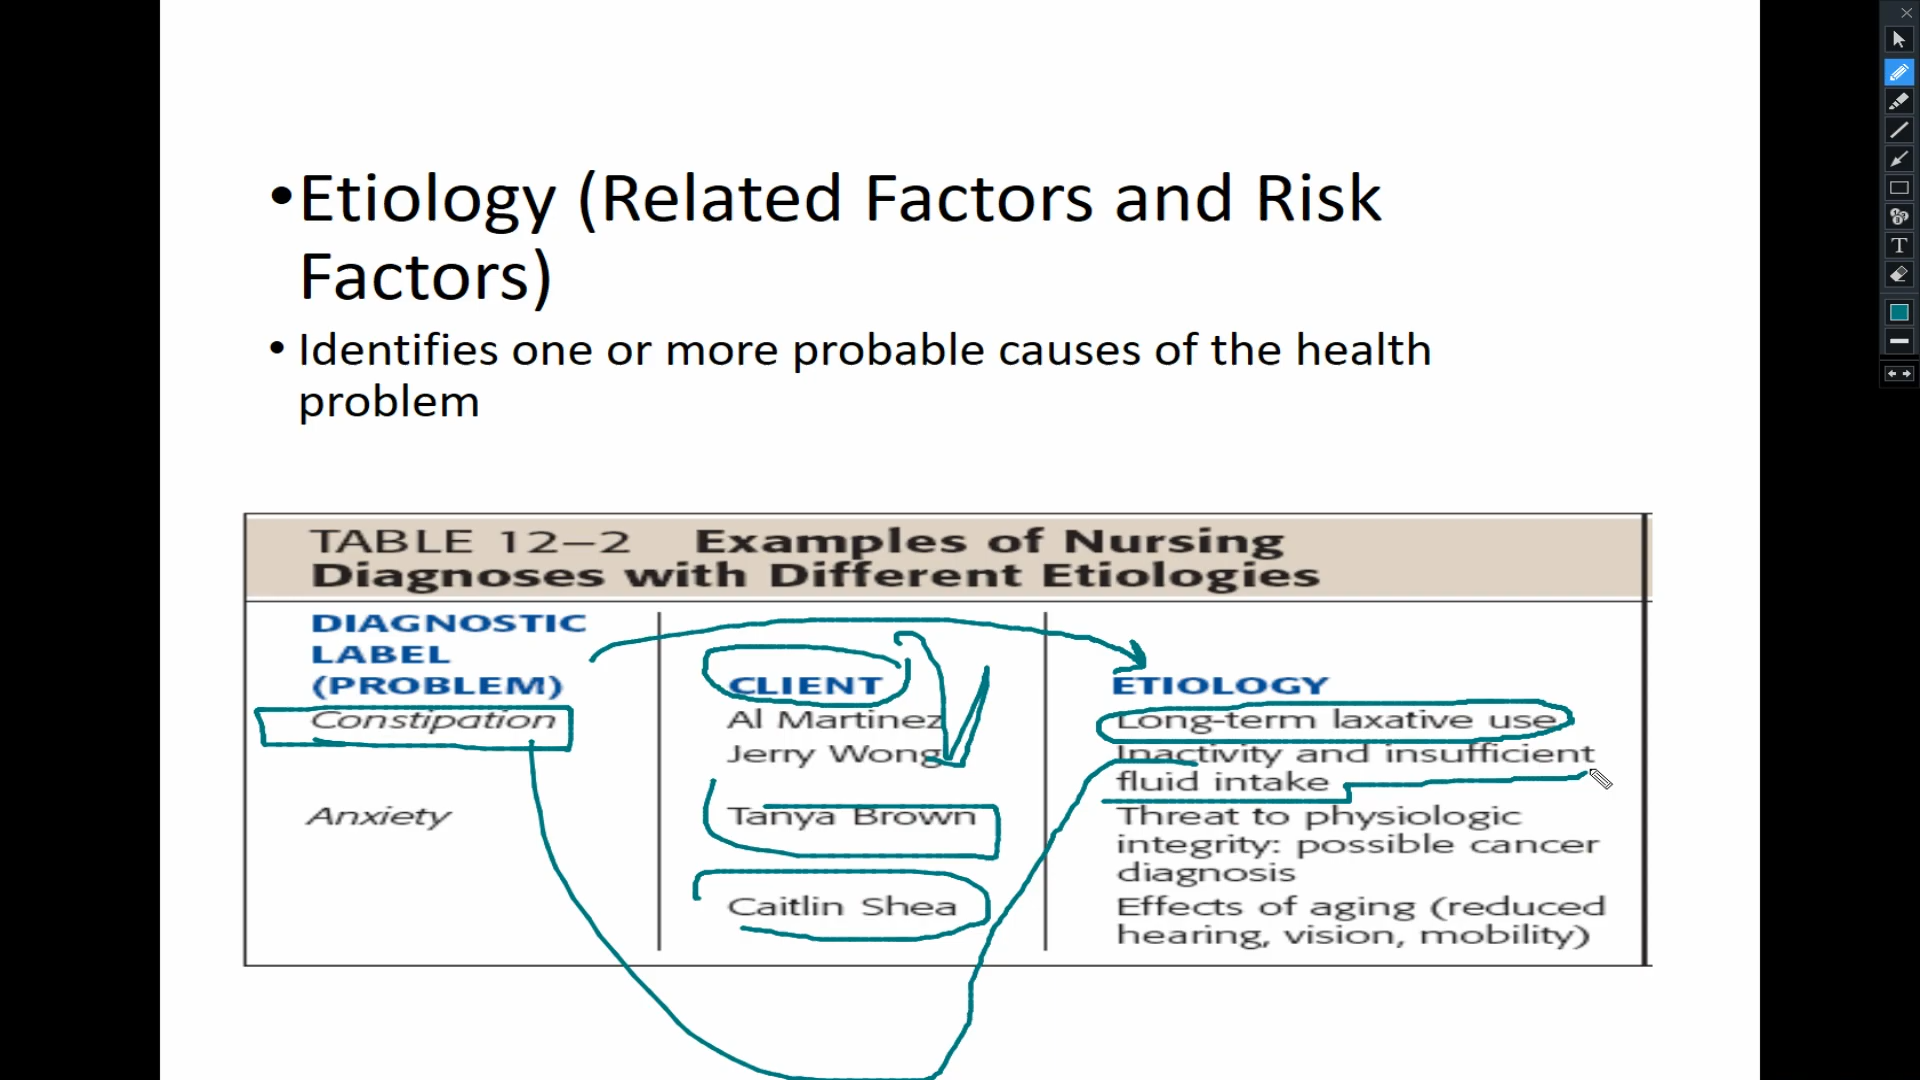 •Etiology (Related Factors and Risk
Factors)
• Identifies one or more probable causes of the health
problem
TABLE 12–2 Examples of Nursing
Diagnoses with Different Etiologies
DIAGNOSTIC
LABEL
(PROBLEM) CLIENT ETIOLOGY
Constipation Al Martinez Long-term laxative use
Jerry Wong Inactivity and insufficient
fluid intake
Anxiety Tanya Brown Threat to physiologic
integrity: possible cancer
diagnosis
Caitlin Shea Effects of aging (reduced
hearing, vision, mobility)